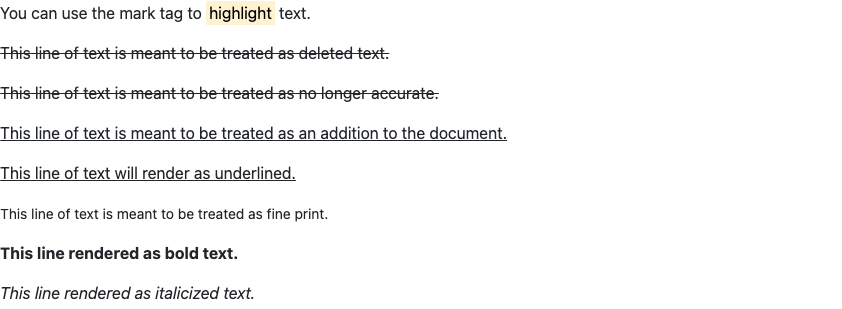 You can use the mark tag to highlight text.
This line of text is meant to be treated as deleted text.
This line of text is meant to be treated as no longer accurate.
This line of text is meant to be treated as an addition to the document.
This line of text will render as underlined.
This line of text is meant to be treated as fine print.
This line rendered as bold text.
This line rendered as italicized text.